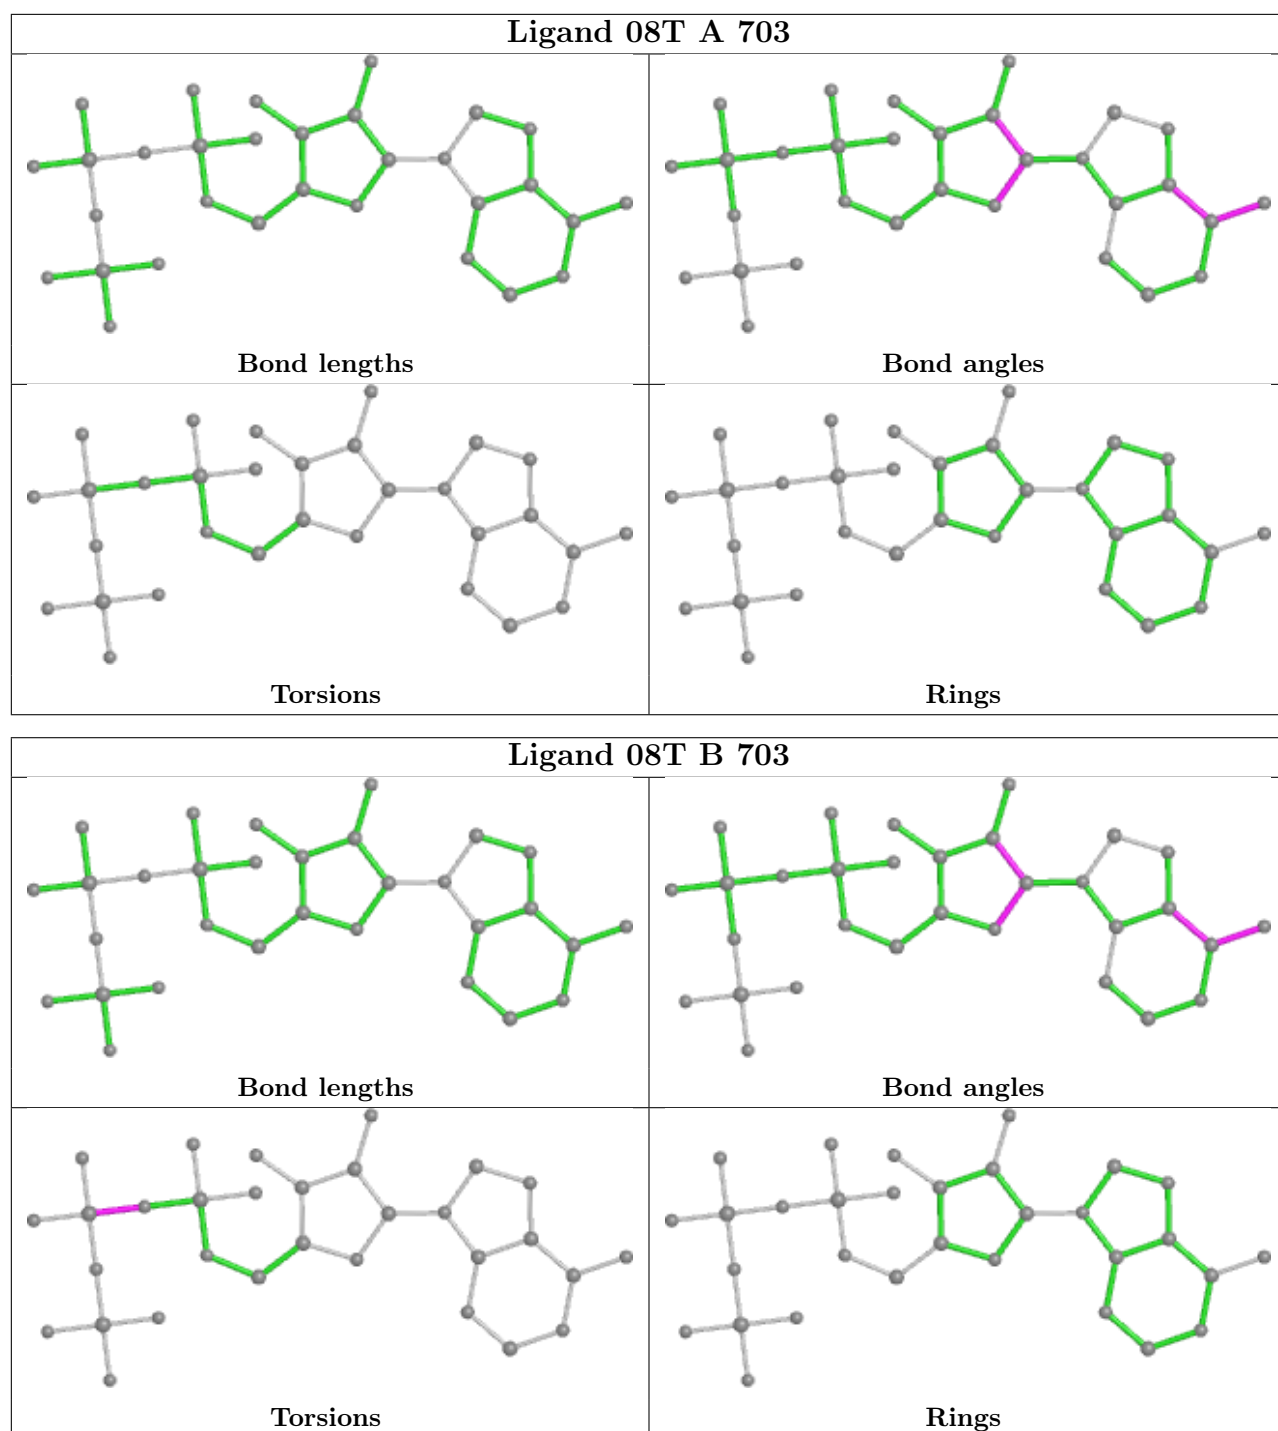 Ligand 08T A 703
Bond lengths
Bond angles
Torsions
Rings
Ligand 08T B 703
Bond lengths
Bond angles
Torsions
Rings